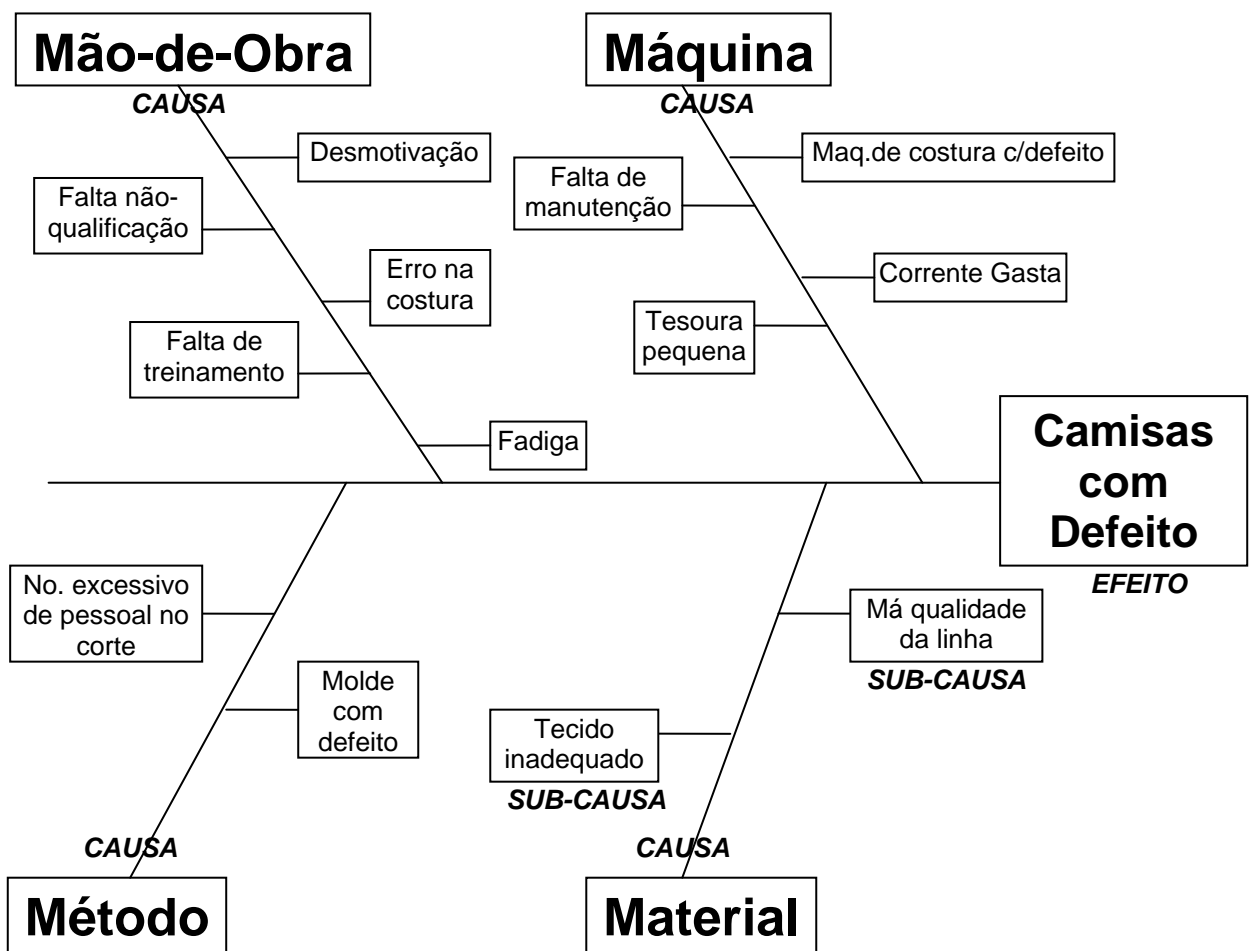 Mão-de-Obra
CAUSA
Desmotivação
Falta não-
qualificação
Erro na
costura
Falta de
treinamento
Fadiga
Máquina
CAUSA
Maq.de costura c/defeito
Falta de
manutenção
Corrente Gasta
Tesoura
pequena
Camisas
com
Defeito
EFEITO
No. excessivo
de pessoal no
corte
Molde
com
defeito
CAUSA
Método
Má qualidade
da linha
SUB-CAUSA
Tecido
inadequado
SUB-CAUSA
CAUSA
Material